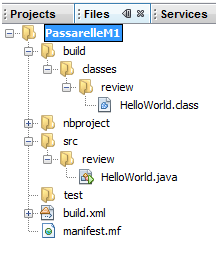 Projects Files Services
PassarelleM1
build
classes
review
HelloWorld.class
nbproject
src
review
HelloWorld.java
test
build.xml
manifest.mf